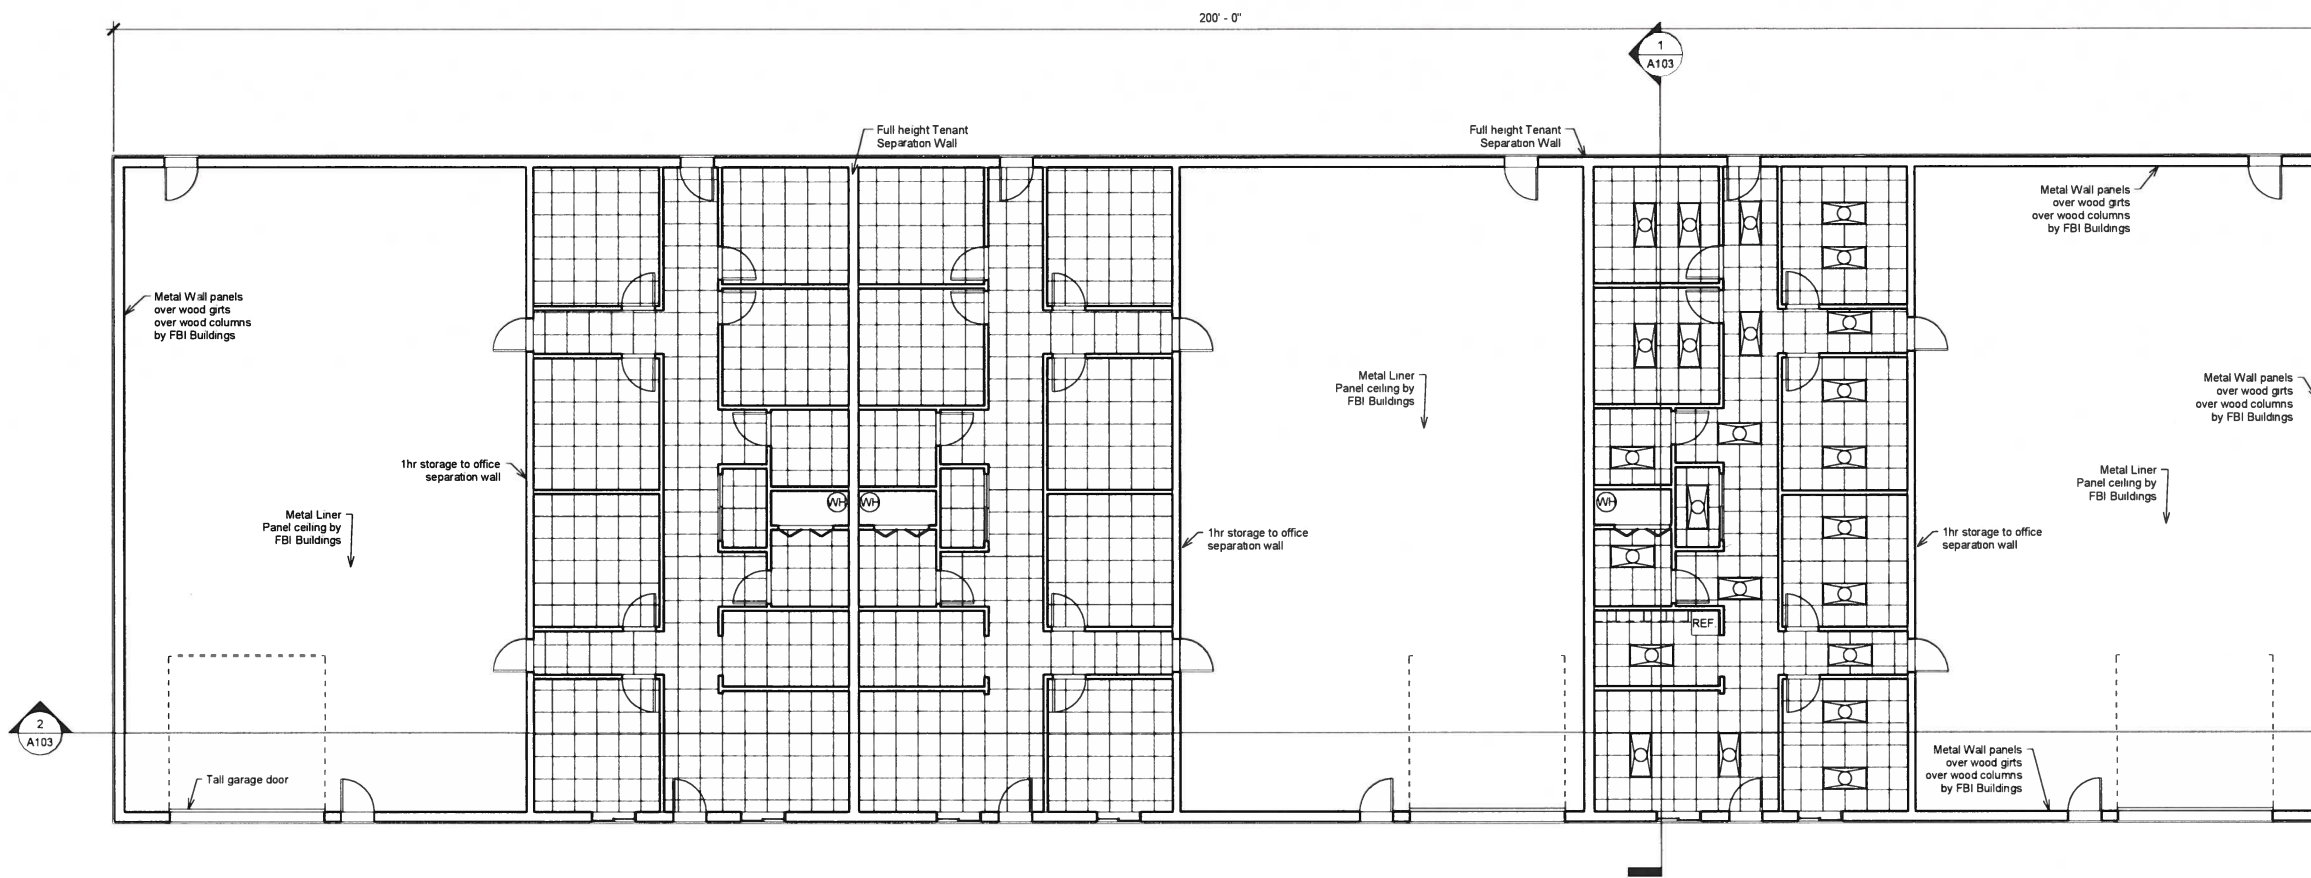 200' - 0"
1
A103
Full height Tenant
Separation Wall
Full height Tenant
Separation Wall
Metal Wall panels
over wood girts
over wood columns
by FBI Buildings
Metal Wall panels
over wood girts
over wood columns
by FBI Buildings
Metal Liner
Panel ceiling by
FBI Buildings
Metal Wall panels
over wood girts
over wood columns
by FBI Buildings
1hr storage to office
separation wall
Metal Liner
Panel ceiling by
FBI Buildings
WH
WH
WH
Metal Liner
Panel ceiling by
FBI Buildings
1hr storage to office
separation wall
1hr storage to office
separation wall
REF.
2
A103
Tall garage door
Metal Wall panels
over wood girts
over wood columns
by FBI Buildings